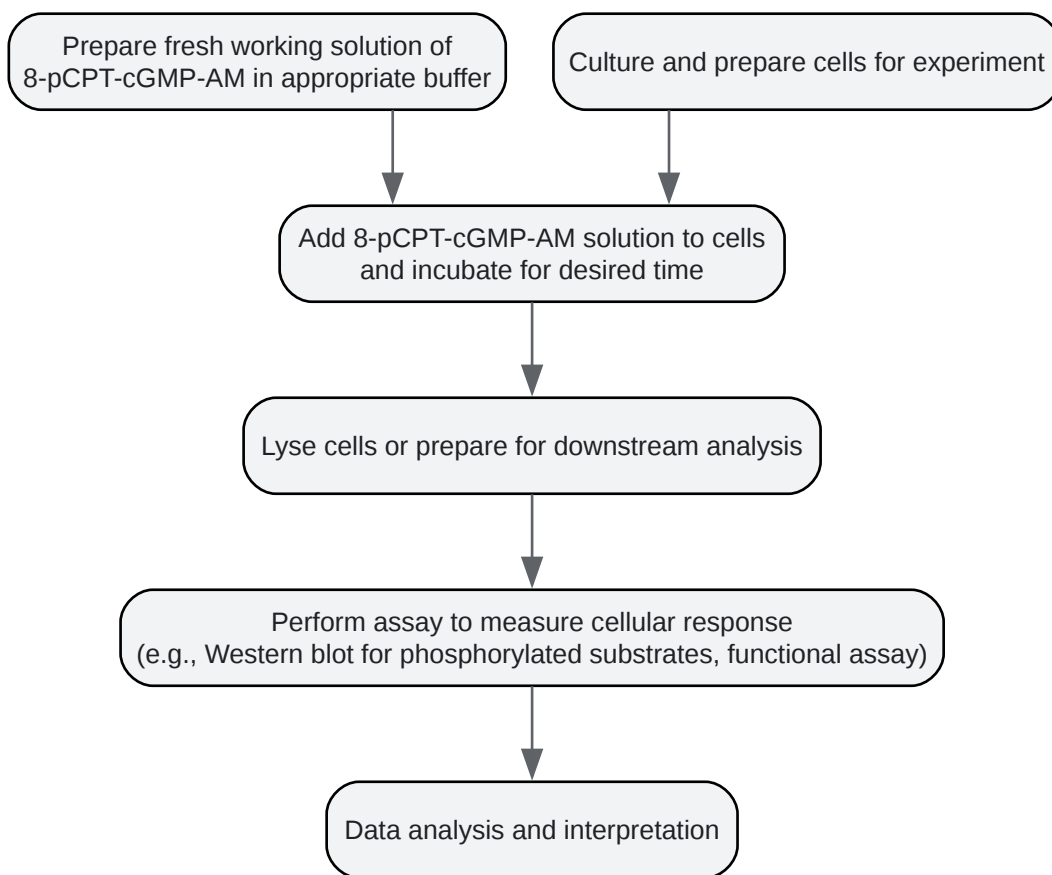 Prepare fresh working solution of
8-pCPT-cGMP-AM in appropriate buffer
Culture and prepare cells for experiment
Add 8-pCPT-cGMP-AM solution to cells
and incubate for desired time
Lyse cells or prepare for downstream analysis
Perform assay to measure cellular response
(e.g., Western blot for phosphorylated substrates, functional assay)
Data analysis and interpretation